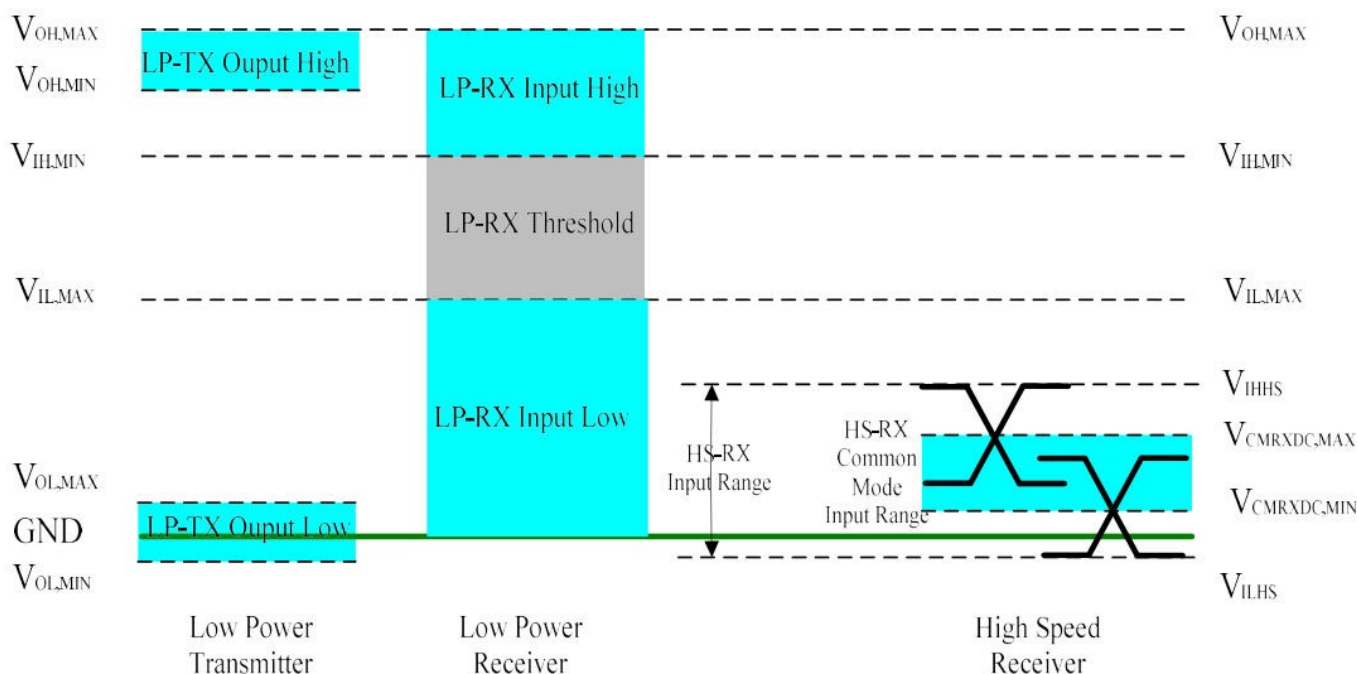 VOH,MAX
LP-TX Ouput High
VOH,MIN
VIH,MIN
VIL,MAX
VOL,MAX
LP-TX Ouput Low
GND
VOL,MIN
Low Power
Transmitter
LP-RX Input High
LP-RX Threshold
LP-RX Input Low
Low Power
Receiver
HS-RX
Input Range
HS-RX
Common
Mode
Input Range
High Speed
Receiver
VOH,MAX
VIH,MIN
VIL,MAX
VIHHS
VCMRXDC,MAX
VCMRXDC,MIN
VILHS